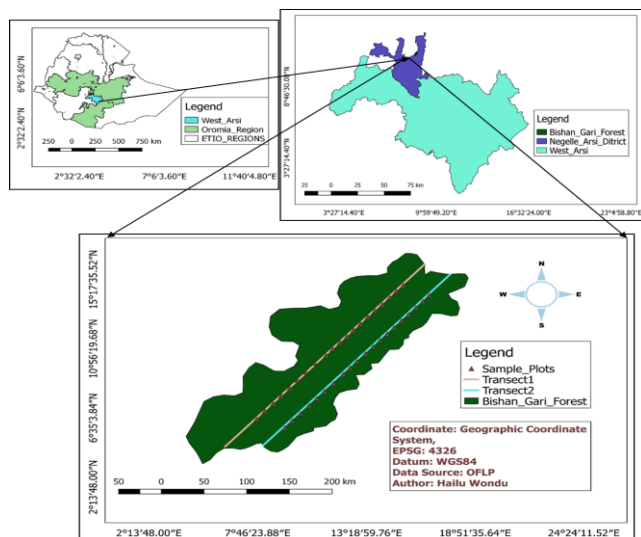 6°6'3.60"N
2°32'2.40"N
Legend
West_Arsi
Oromia_Region
ETIO_REGIONS
250 0 250 500 750 km
2°32'2.40"E 7°6'3.60"E 11°40'4.80"E
8°46'30.00"N
3°27'14.40"N
Legend
Bishan_Gari_Forest
Negelle_Arsi_Ditrict
West_Arsi
25 0 25 50 75 km
3°27'14.40"E 9°59'49.20"E 16°32'24.00"E 23°4'58.80"E
15°17'35.52"N
10°56'19.68"N
6°35'3.84"N
2°13'48.00"N
N
W E
S
Legend
Sample_Plots
Transect1
Transect2
Bishan_Gari_Forest
Coordinate: Geographic Coordinate
System,
EPSG: 4326
Datum: WGS84
Data Source: OFLP
Author: Hailu Wondu
50 0 50 100 150 200 km
2°13'48.00"E 7°46'23.88"E 13°18'59.76"E 18°51'35.64"E 24°24'11.52"E